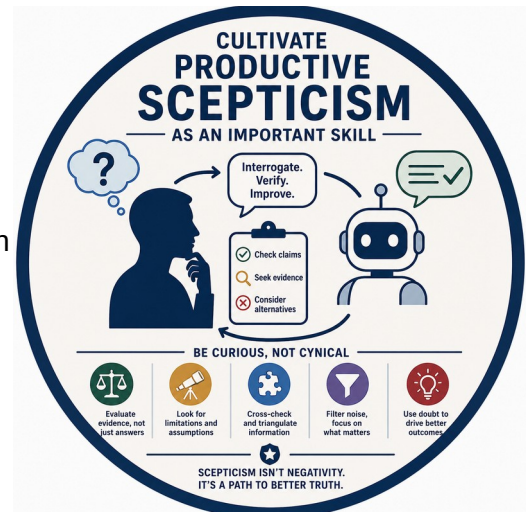 CULTIVATE
PRODUCTIVE
SCEPTICISM
AS AN IMPORTANT SKILL
?
Interrogate.
Verify.
Improve.
n
Check claims
Seek evidence
Consider
alternatives
BE CURIOUS, NOT CYNICAL
Evaluate
evidence, not
just answers
Look for
limitations and
assumptions
Cross-check
and triangulate
information
Filter noise,
focus on
what matters
Use doubt to
drive better
outcomes
SCEPTICISM ISN'T NEGATIVITY.
IT'S A PATH TO BETTER TRUTH.